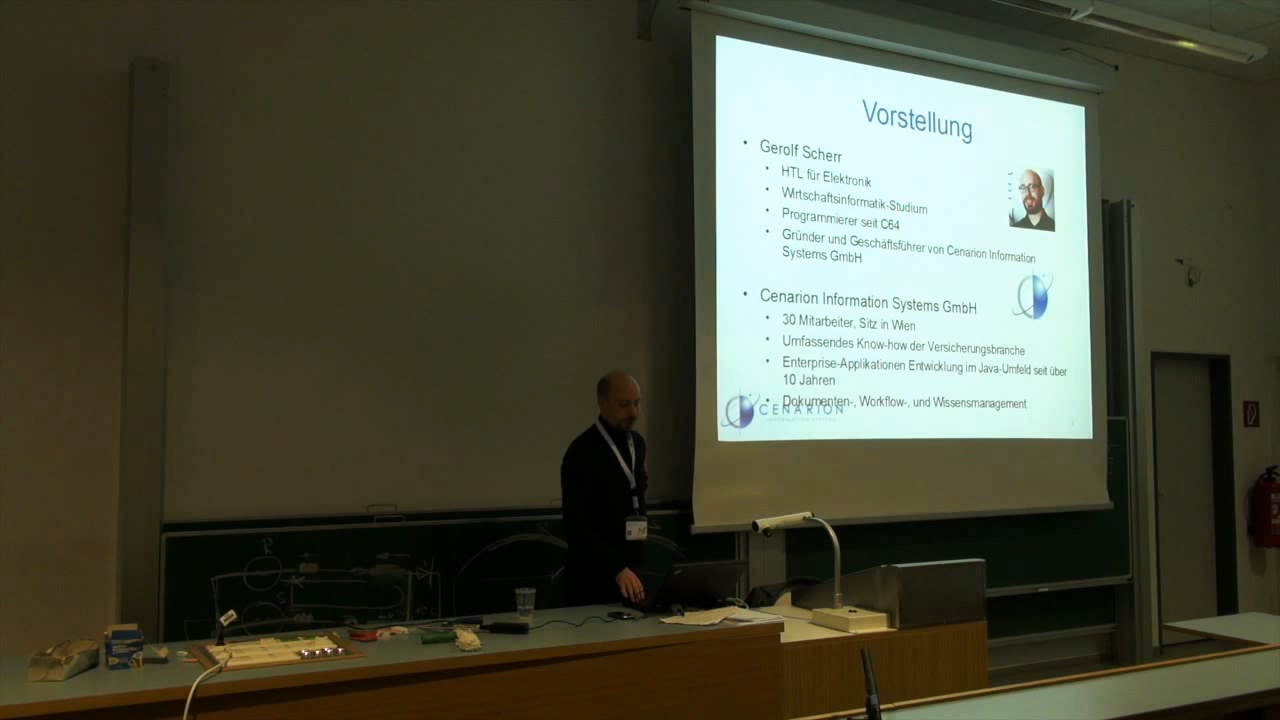 Vorstellung
• Gerolf Scherr
• HTL für Elektronik
• Wirtschaftsinformatik-Studium
• Programmierer seit C64
• Gründer und Geschäftsführer von Cenarion Information
Systems GmbH
• Cenarion Information Systems GmbH
• 30 Mitarbeiter, Sitz in Wien
• Umfassendes Know-how der Versicherungsbranche
• Enterprise-Applikationen Entwicklung im Java-Umfeld seit über
10 Jahren
• Dokumenten-, Workflow-, und Wissensmanagement
CENARION
INFORMATION SYSTEMS
R
S